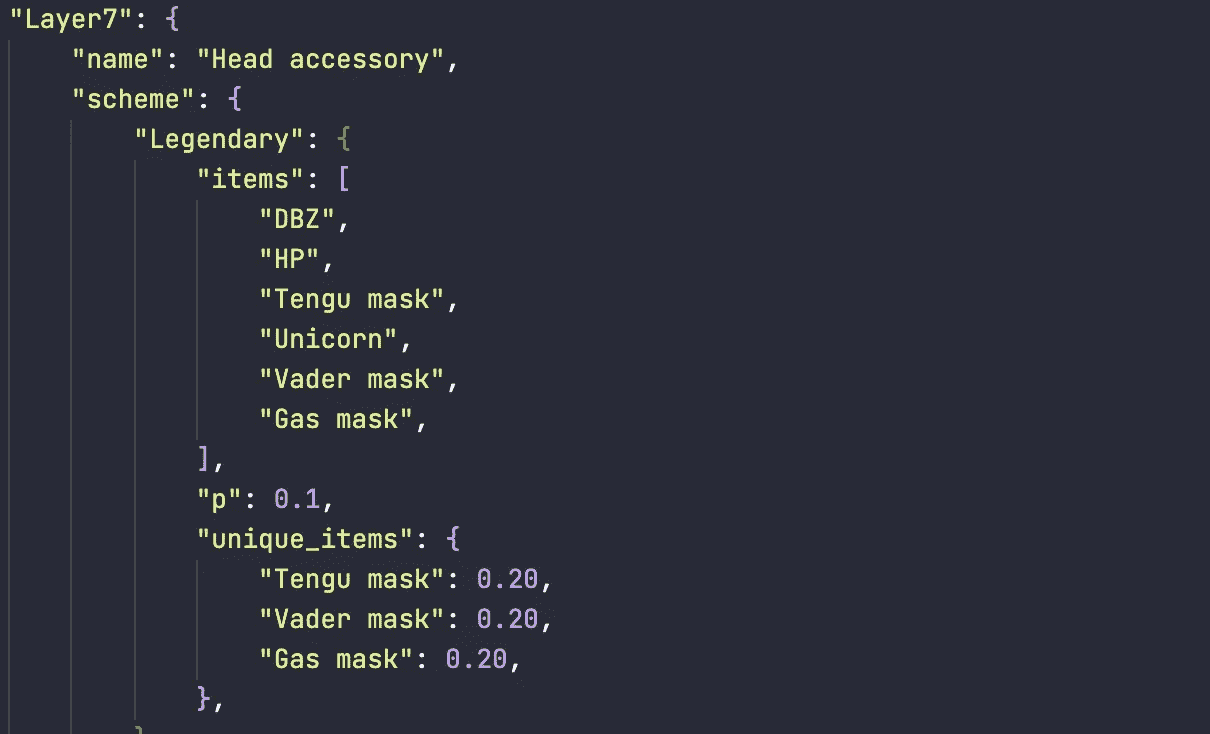 "Layer7": {
"name": "Head accessory",
"scheme": {
"Legendary": {
"items": [
"DBZ",
"HP",
"Tengu mask",
"Unicorn",
"Vader mask",
"Gas mask",
],
"p": 0.1,
"unique_items": {
"Tengu mask": 0.20,
"Vader mask": 0.20,
"Gas mask": 0.20,
},
}